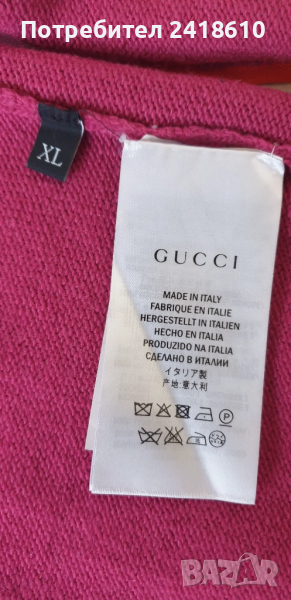 Потребител 2418610
XL
GUCCI
MADE IN ITALY
FABRIQUE EN ITALIE
HERGESTELLT IN ITALIEN
HECHO EN ITALIA
PRODUZIDO NA ITALIA
СДЕЛАНО В ИТАЛИИ
イタリア製
产地:意大利
P
BAZAR